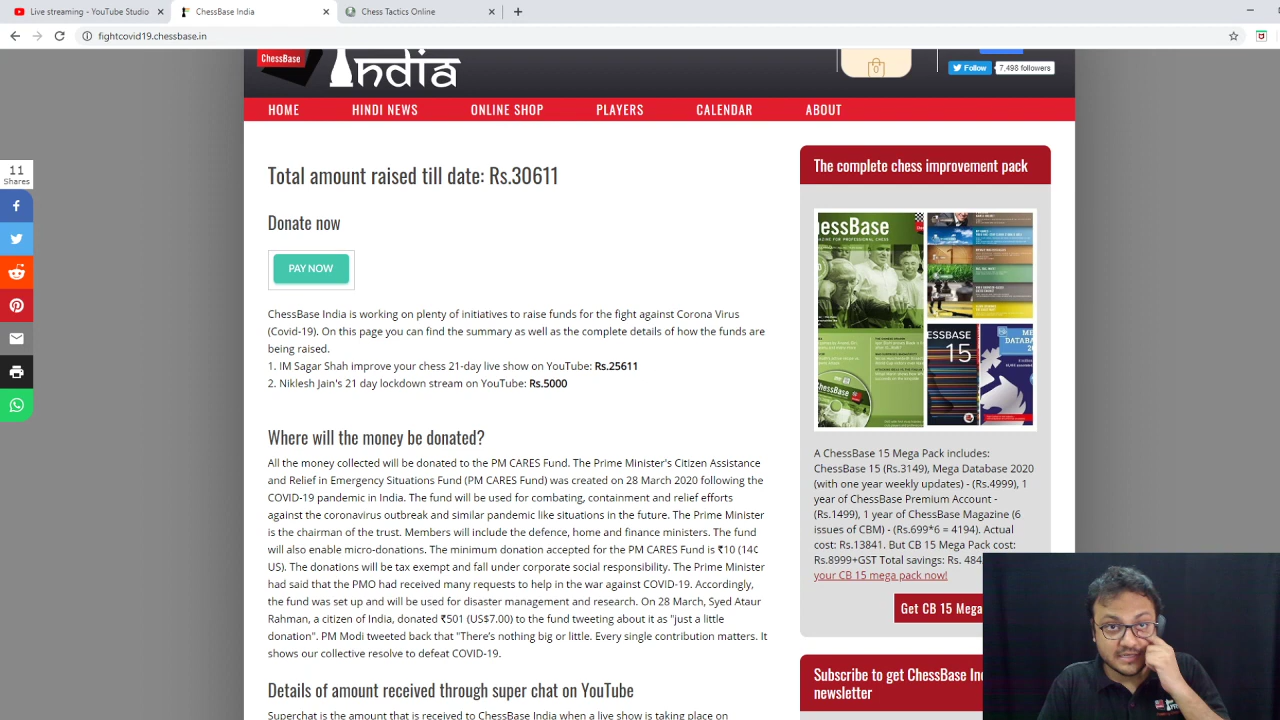 Live streaming - YouTube Studio
ChessBase India
Chess Tactics Online
fightcovid19.chessbase.in
ChessBase
India
0
Follow
7,498 followers
HOME
HINDI NEWS
ONLINE SHOP
PLAYERS
CALENDAR
ABOUT
11
Shares
Total amount raised till date: Rs.30611
Donate now
PAY NOW
ChessBase India is working on plenty of initiatives to raise funds for the fight against Corona Virus
(Covid-19). On this page you can find the summary as well as the complete details of how the funds are
being raised.
1. IM Sagar Shah improve your chess 21-day live show on YouTube: Rs.25611
2. Niklesh Jain's 21 day lockdown stream on YouTube: Rs.5000
Where will the money be donated?
All the money collected will be donated to the PM CARES Fund. The Prime Minister's Citizen Assistance
and Relief in Emergency Situations Fund (PM CARES Fund) was created on 28 March 2020 following the
COVID-19 pandemic in India. The fund will be used for combating, containment and relief efforts
against the coronavirus outbreak and similar pandemic like situations in the future. The Prime Minister
is the chairman of the trust. Members will include the defence, home and finance ministers. The fund
will also enable micro-donations. The minimum donation accepted for the PM CARES Fund is ₹10 (14¢
US). The donations will be tax exempt and fall under corporate social responsibility. The Prime Minister
had said that the PMO had received many requests to help in the war against COVID-19. Accordingly,
the fund was set up and will be used for disaster management and research. On 28 March, Syed Ataur
Rahman, a citizen of India, donated ₹501 (US$7.00) to the fund tweeting about it as "just a little
donation". PM Modi tweeted back that "There's nothing big or little. Every single contribution matters. It
shows our collective resolve to defeat COVID-19.
Details of amount received through super chat on YouTube
Superchat is the amount that is received to ChessBase India when a live show is taking place on
The complete chess improvement pack
hessBase
MAGAZINE FOR PROFESSIONAL CHESS
ESSBASE
15
A ChessBase 15 Mega Pack includes:
ChessBase 15 (Rs.3149), Mega Database 2020
(with one year weekly updates) - (Rs.4999), 1
year of ChessBase Premium Account -
(Rs.1499), 1 year of ChessBase Magazine (6
issues of CBM) - (Rs.699*6 = 4194). Actual
cost: Rs.13841. But CB 15 Mega Pack cost:
Rs.8999+GST Total savings: Rs. 484
your CB 15 mega pack now!
Get CB 15 Mega
Subscribe to get ChessBase In
newsletter